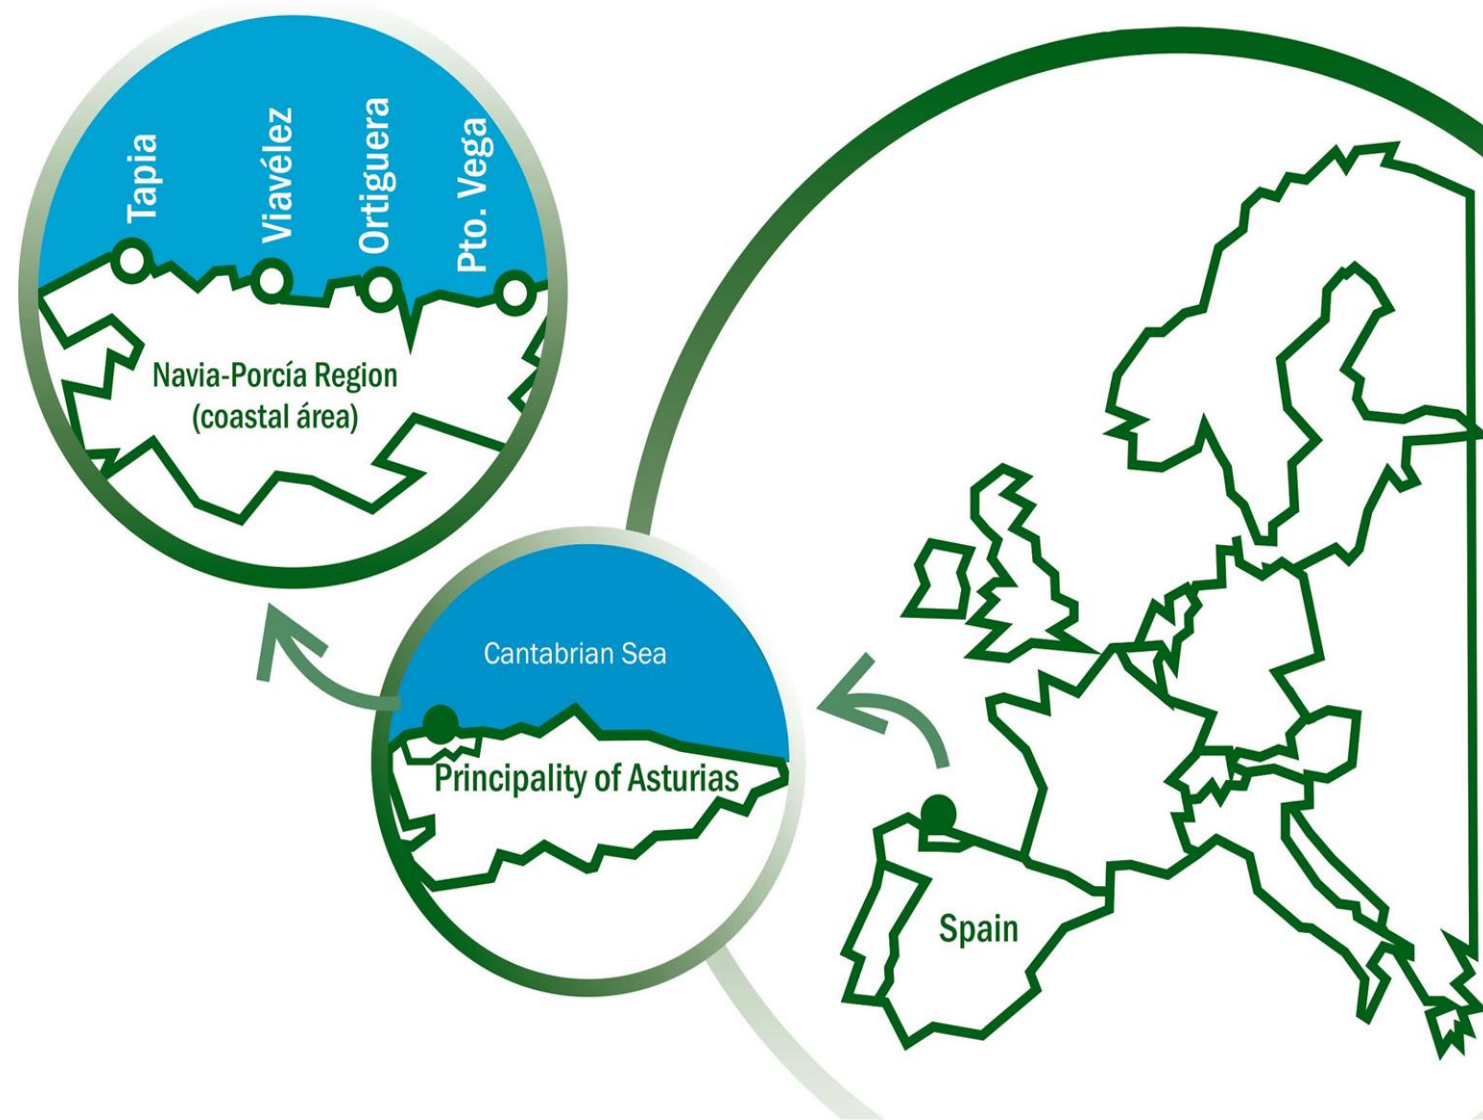 Tapia
Viavélez
Ortiguera
Pto. Vega
Navia-Porcía Region
(coastal área)
Cantabrian Sea
Principality of Asturias
Spain